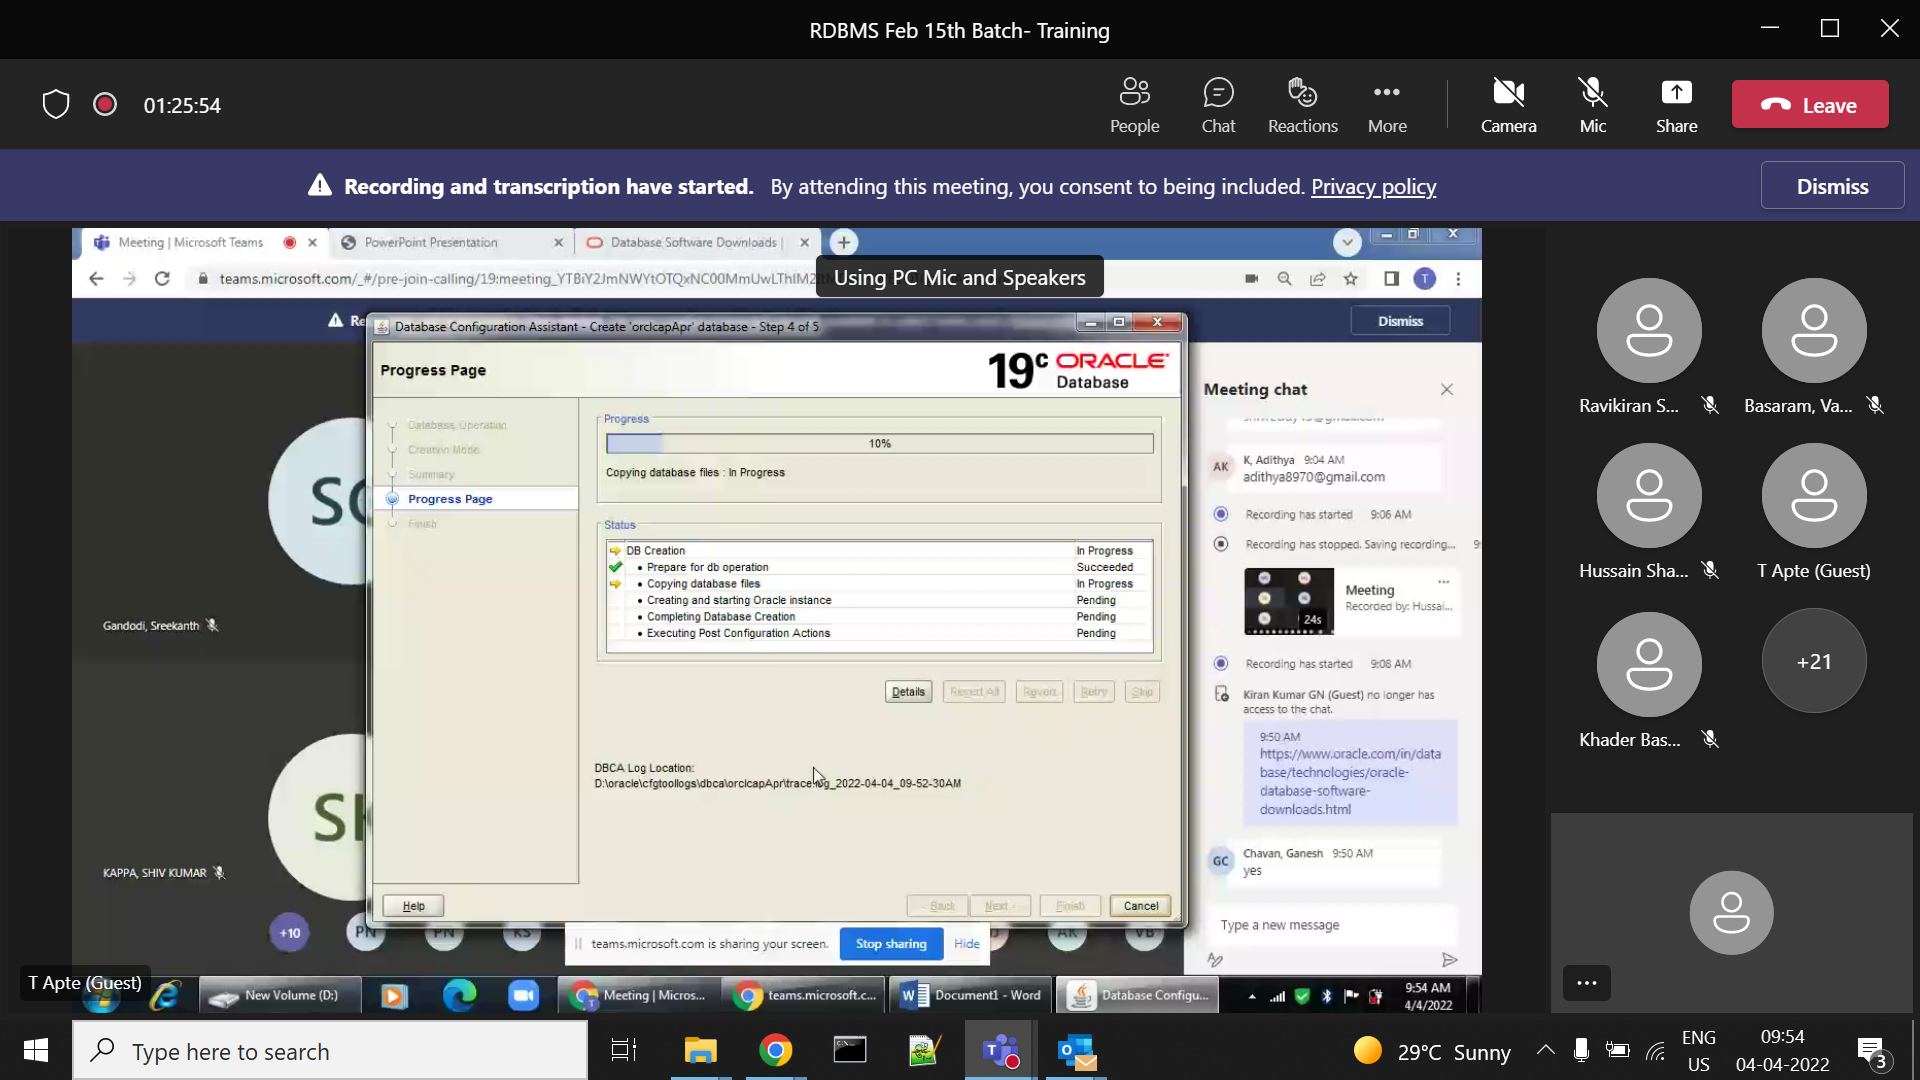 RDBMS Feb 15th Batch- Training
01:25:54
People
Chat
Reactions
More
Camera
Mic
Share
Leave
Recording and transcription have started. By attending this meeting, you consent to being included. Privacy policy
Dismiss
Meeting | Microsoft Teams
PowerPoint Presentation
Database Software Downloads |
teams.microsoft.com/_#/pre-join-calling/19:meeting_YTBiY2JmNWYtOTQxNC00MmUwLThlM2
Using PC Mic and Speakers
T
Re
Dismiss
Database Configuration Assistant - Create 'orclcapApr' database - Step 4 of 5
Progress Page
19c ORACLE
Database
Database Operation
Creation Mode
Summary
Progress Page
Finish
Progress
10%
Copying database files : In Progress
Status
DB Creation In Progress
• Prepare for db operation Succeeded
• Copying database files In Progress
• Creating and starting Oracle instance Pending
• Completing Database Creation Pending
• Executing Post Configuration Actions Pending
Details
Revert All
Revert
Retry
Skip
DBCA Log Location:
D:\oracle\cfgtoollogs\dbca\orclcapApr\trace.log_2022-04-04_09-52-30AM
Help
Back
Next
Finish
Cancel
Gandodi, Sreekanth
KAPPA, SHIV KUMAR
+10
PN
PN
KS
AK
VB
Meeting chat
AK
K, Adithya 9:04 AM
adithya8970@gmail.com
Recording has started 9:06 AM
Recording has stopped. Saving recording...
24s
Meeting
Recorded by: Hussai...
Recording has started 9:08 AM
Kiran Kumar GN (Guest) no longer has
access to the chat.
9:50 AM
https://www.oracle.com/in/data
base/technologies/oracle-
database-software-
downloads.html
GC
Chavan, Ganesh 9:50 AM
yes
Type a new message
teams.microsoft.com is sharing your screen.
Stop sharing
Hide
T Apte (Guest)
New Volume (D:)
Meeting | Micros...
teams.microsoft.c...
Document1 - Word
Database Configu...
9:54 AM
4/4/2022
Ravikiran S...
Basaram, Va...
Hussain Sha...
T Apte (Guest)
Khader Bas...
+21
Type here to search
29°C Sunny
ENG
US
09:54
04-04-2022
3